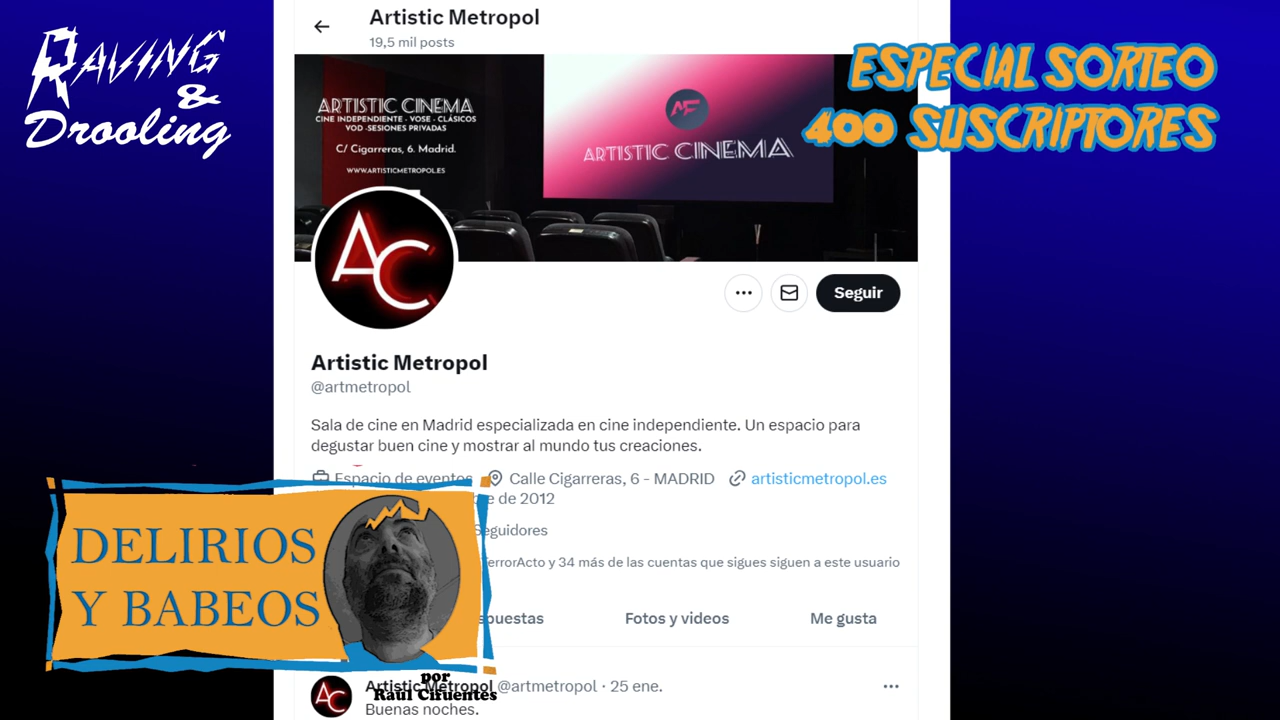 RAVING
&
Drooling
ESPECIAL SORTEO
400 SUSCRIPTORES
Artistic Metropol
19,5 mil posts
ARTISTIC CINEMA
CINE INDEPENDIENTE - VOSE - CLÁSICOS
VOD -SESIONES PRIVADAS
C/ Cigarreras, 6. Madrid.
WWW.ARTISTICMETROPOL.ES
AF
ARTISTIC CINEMA
AC
Seguir
Artistic Metropol
@artmetropol
Sala de cine en Madrid especializada en cine independiente. Un espacio para
degustar buen cine y mostrar al mundo tus creaciones.
Espacio de eventos Calle Cigarreras, 6 - MADRID artisticmetropol.es
de 2012
Seguidores
TerrorActo y 34 más de las cuentas que sigues siguen a este usuario
Fotos y videos Me gusta
DELIRIOS
Y BABEOS
por
Raúl Cifuentes
AC
Artistic Metropol @artmetropol · 25 ene.
Buenas noches.